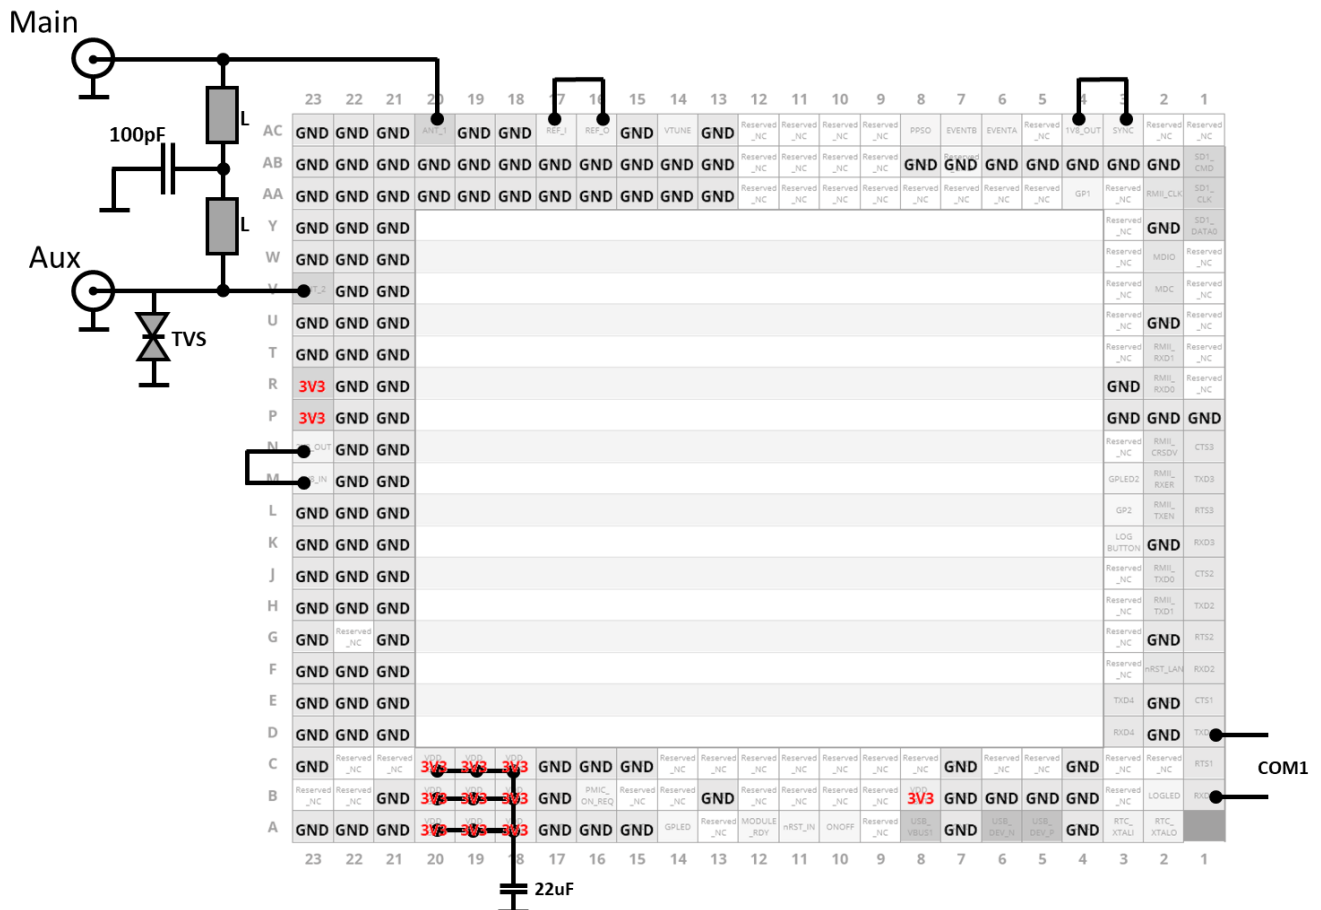 Main
23 22 21 20 19 18 17 16 15 14 13 12 11 10 9 8 7 6 5 4 3 2 1
L
100pF
AC GND GND GND ANT_1 GND GND REF_I REF_O GND VTUNE GND Reserved_NC Reserved_NC Reserved_NC Reserved_NC PPSO EVENTB EVENTA Reserved_NC 1V8_OUT SYNC Reserved_NC Reserved_NC
AB GND GND GND GND GND GND GND GND GND GND GND Reserved_NC Reserved_NC Reserved_NC Reserved_NC GND GND GND GND GND GND GND SD1_CMD
AA GND GND GND GND GND GND GND GND GND GND GND Reserved_NC Reserved_NC Reserved_NC Reserved_NC Reserved_NC Reserved_NC Reserved_NC Reserved_NC GP1 Reserved_NC RMII_CLK SD1_CLK
L
Y GND GND GND Reserved_NC GND SD1_DATA0
Aux
W GND GND GND Reserved_NC MDIO Reserved_NC
V GND GND Reserved_NC MDC Reserved_NC
U GND GND GND Reserved_NC GND Reserved_NC
TVS
T GND GND GND Reserved_NC RMII_RXD1 Reserved_NC
R 3V3 GND GND GND RMII_RXD0 Reserved_NC
P 3V3 GND GND GND GND GND
N _OUT GND GND Reserved_NC RMII_CRSDV CTS3
M _IN GND GND GPLED2 RMII_RXER TXD3
L GND GND GND GP2 RMII_TXEN RTS3
K GND GND GND LOG BUTTON GND RXD3
J GND GND GND Reserved_NC RMII_TXD0 CTS2
H GND GND GND Reserved_NC RMII_TXD1 TXD2
G GND Reserved_NC GND Reserved_NC GND RTS2
F GND GND GND Reserved_NC nRST_LAN RXD2
E GND GND GND TXD4 GND CTS1
D GND GND GND RXD4 GND TXD
C GND Reserved_NC Reserved_NC VDD 3V3 VDD 3V3 VDD 3V3 GND GND GND Reserved_NC Reserved_NC Reserved_NC Reserved_NC Reserved_NC Reserved_NC GND Reserved_NC Reserved_NC GND Reserved_NC Reserved_NC RTS1
COM1
B Reserved_NC Reserved_NC GND 3V3 3V3 3V3 GND PMIC_ON_REQ Reserved_NC Reserved_NC GND Reserved_NC Reserved_NC Reserved_NC Reserved_NC VDD 3V3 GND GND GND GND Reserved_NC LOGLED RXD
A GND GND GND 3V3 3V3 3V3 GND GND GND GPLED Reserved_NC MODULE_RDY nRST_IN ONOFF Reserved_NC USB_VBUS1 GND USB_DEV_N USB_DEV_P GND RTC_XTALI RTC_XTALO
23 22 21 20 19 18 17 16 15 14 13 12 11 10 9 8 7 6 5 4 3 2 1
22uF